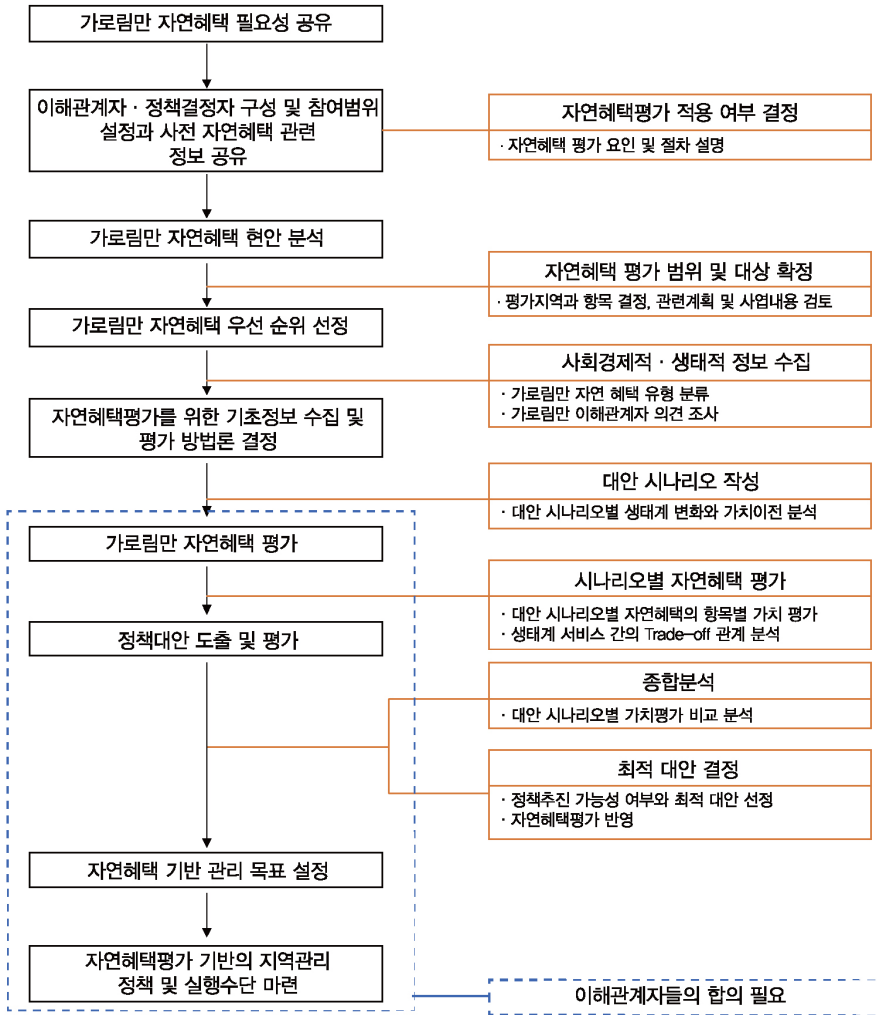 가로림만 자연혜택 필요성 공유
이해관계자 · 정책결정자 구성 및 참여범위
설정과 사전 자연혜택 관련
정보 공유
자연혜택평가 적용 여부 결정
· 자연혜택 평가 요인 및 절차 설명
가로림만 자연혜택 현안 분석
자연혜택 평가 범위 및 대상 확정
· 평가지역과 항목 결정, 관련계획 및 사업내용 검토
가로림만 자연혜택 우선 순위 선정
사회경제적 · 생태적 정보 수집
· 가로림만 자연 혜택 유형 분류
· 가로림만 이해관계자 의견 조사
자연혜택평가를 위한 기초정보 수집 및
평가 방법론 결정
대안 시나리오 작성
· 대안 시나리오별 생태계 변화와 가치이전 분석
가로림만 자연혜택 평가
시나리오별 자연혜택 평가
· 대안 시나리오별 자연혜택의 항목별 가치 평가
· 생태계 서비스 간의 Trade-off 관계 분석
정책대안 도출 및 평가
종합분석
· 대안 시나리오별 가치평가 비교 분석
최적 대안 결정
· 정책추진 가능성 여부와 최적 대안 선정
· 자연혜택평가 반영
자연혜택 기반 관리 목표 설정
자연혜택평가 기반의 지역관리
정책 및 실행수단 마련
이해관계자들의 합의 필요